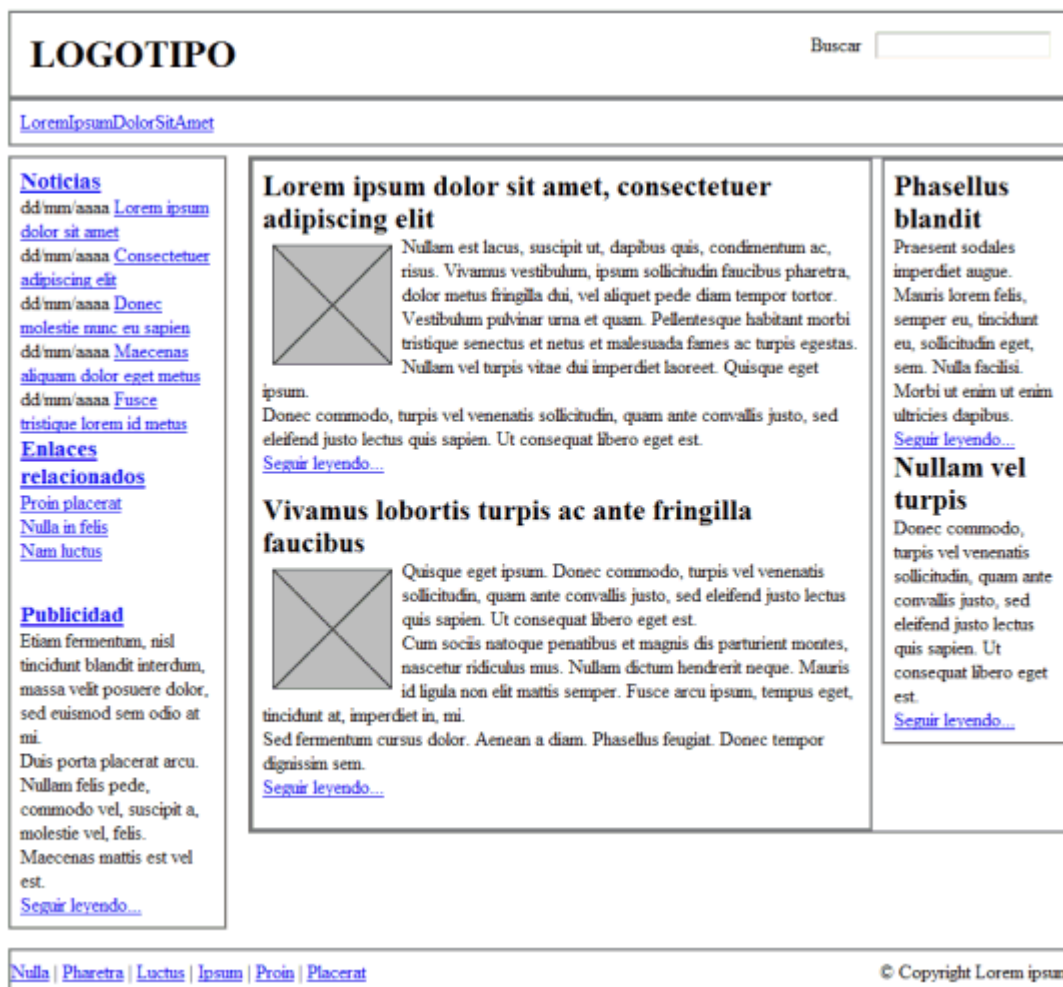 LOGOTIPO
Buscar
LoremIpsumDolorSitAmet
Noticias
dd/mm/aaaa Lorem ipsum
dolor sit amet
dd/mm/aaaa Consectetuer
adipiscing elit
dd/mm/aaaa Donec
molestie nunc eu sapien
dd/mm/aaaa Maecenas
aliquam dolor eget metus
dd/mm/aaaa Fusce
tristique lorem id metus
Enlaces
relacionados
Proin placerat
Nulla in felis
Nam luctus
Publicidad
Etiam fermentum, nisl
tincidunt blandit interdum,
massa velit posuere dolor,
sed euismod sem odio at
mi.
Duis porta placerat arcu.
Nullam felis pede,
commodo vel, suscipit a,
molestie vel, felis.
Maecenas mattis est vel
est.
Seguir leyendo...
Lorem ipsum dolor sit amet, consectetuer
adipiscing elit
Nullam est lacus, suscipit ut, dapibus quis, condimentum ac,
risus. Vivamus vestibulum, ipsum sollicitudin faucibus pharetra,
dolor metus fringilla dui, vel aliquet pede diam tempor tortor.
Vestibulum pulvinar urna et quam. Pellentesque habitant morbi
tristique senectus et netus et malesuada fames ac turpis egestas.
Nullam vel turpis vitae dui imperdiet laoreet. Quisque eget
ipsum.
Donec commodo, turpis vel venenatis sollicitudin, quam ante convallis justo, sed
eleifend justo lectus quis sapien. Ut consequat libero eget est.
Seguir leyendo...
Vivamus lobortis turpis ac ante fringilla
faucibus
Quisque eget ipsum. Donec commodo, turpis vel venenatis
sollicitudin, quam ante convallis justo, sed eleifend justo lectus
quis sapien. Ut consequat libero eget est.
Cum sociis natoque penatibus et magnis dis parturient montes,
nascetur ridiculus mus. Nullam dictum hendrerit neque. Mauris
id ligula non elit mattis semper. Fusce arcu ipsum, tempus eget,
tincidunt at, imperdiet in, mi.
Sed fermentum cursus dolor. Aenean a diam. Phasellus feugiat. Donec tempor
dignissim sem.
Seguir leyendo...
Phasellus
blandit
Praesent sodales
imperdiet augue.
Mauris lorem felis,
semper eu, tincidunt
eu, sollicitudin eget,
sem. Nulla facilisi.
Morbi ut enim ut enim
ultricies dapibus.
Seguir leyendo...
Nullam vel
turpis
Donec commodo,
turpis vel venenatis
sollicitudin, quam ante
convallis justo, sed
eleifend justo lectus
quis sapien. Ut
consequat libero eget
est.
Seguir leyendo...
Nulla | Pharetra | Luctus | Ipsum | Proin | Placerat
© Copyright Lorem ipsum